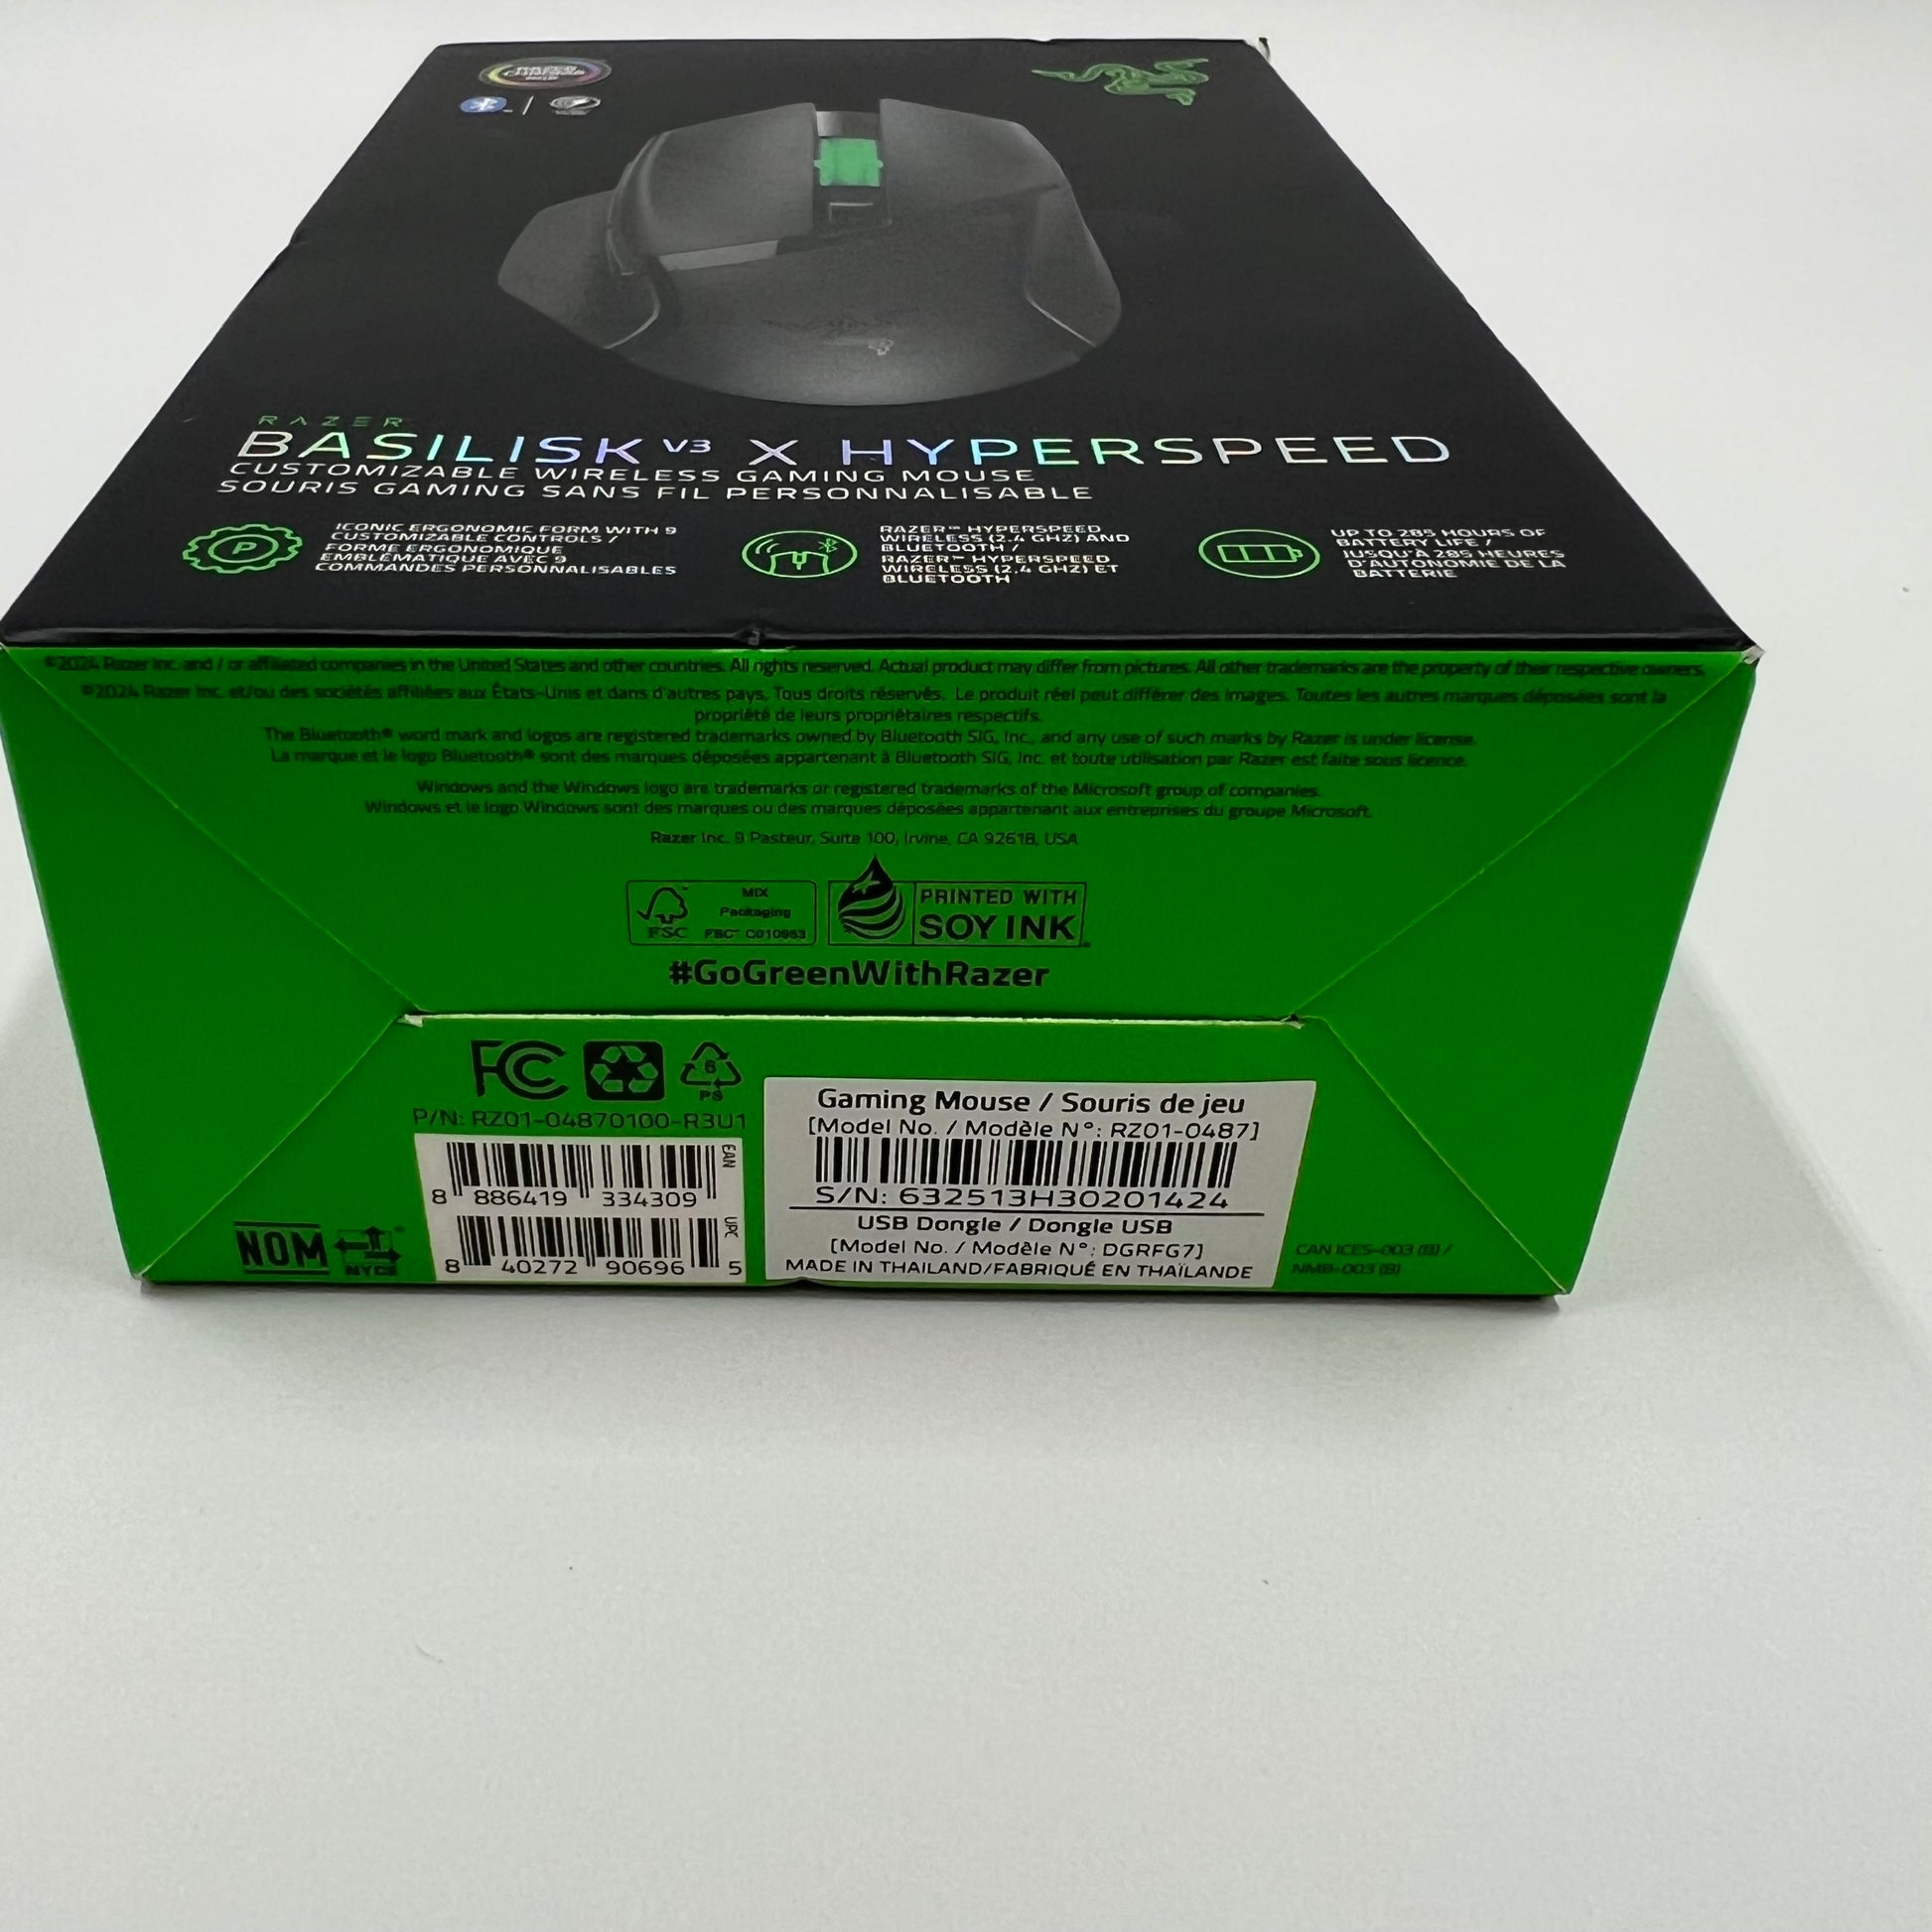 RAZER
BASILISK V3 X HYPERSPEED
CUSTOMIZABLE WIRELESS GAMING MOUSE
SOURIS GAMING SANS FIL PERSONNALISABLE
ICONIC ERGONOMIC FORM WITH 9
CUSTOMIZABLE CONTROLS /
FORME ERGONOMIQUE
EMBLÉMATIQUE AVEC 9
COMMANDES PERSONNALISABLES
RAZER™ HYPERSPEED
WIRELESS (2.4 GHZ) AND
BLUETOOTH /
RAZER™ HYPERSPEED
WIRELESS (2.4 GHZ) ET
BLUETOOTH
UP TO 285 HOURS OF
BATTERY LIFE /
JUSQU'À 285 HEURES
D'AUTONOMIE DE LA
BATTERIE
©2024 Razer Inc. and / or affiliated companies in the United States and other countries. All rights reserved. Actual product may differ from pictures. All other trademarks are the property of their respective owners.
©2024 Razer Inc. et/ou des sociétés affiliées aux États-Unis et dans d'autres pays. Tous droits réservés. Le produit réel peut différer des images. Toutes les autres marques déposées sont la
propriété de leurs propriétaires respectifs.
The Bluetooth® word mark and logos are registered trademarks owned by Bluetooth SIG, Inc., and any use of such marks by Razer is under license.
La marque et le logo Bluetooth® sont des marques déposées appartenant à Bluetooth SIG, Inc. et toute utilisation par Razer est faite sous licence.
Windows and the Windows logo are trademarks or registered trademarks of the Microsoft group of companies.
Windows et le logo Windows sont des marques ou des marques déposées appartenant aux entreprises du groupe Microsoft.
Razer Inc. 9 Pasteur, Suite 100, Irvine, CA 92618, USA
MIX
Packaging
FSC FSC™ C010953
PRINTED WITH
SOY INK
#GoGreenWithRazer
FC
6
PS
P/N: RZ01-04870100-R3U1
EAN
8 886419 334309
UPC
8 40272 90696 5
NOM
NYCE
Gaming Mouse / Souris de jeu
[Model No. / Modèle N°: RZ01-0487]
S/N: 632513H30201424
USB Dongle / Dongle USB
[Model No. / Modèle N°: DGRFG7]
MADE IN THAILAND/FABRIQUÉ EN THAÏLANDE
CAN ICES-003 (B) /
NMB-003 (B)